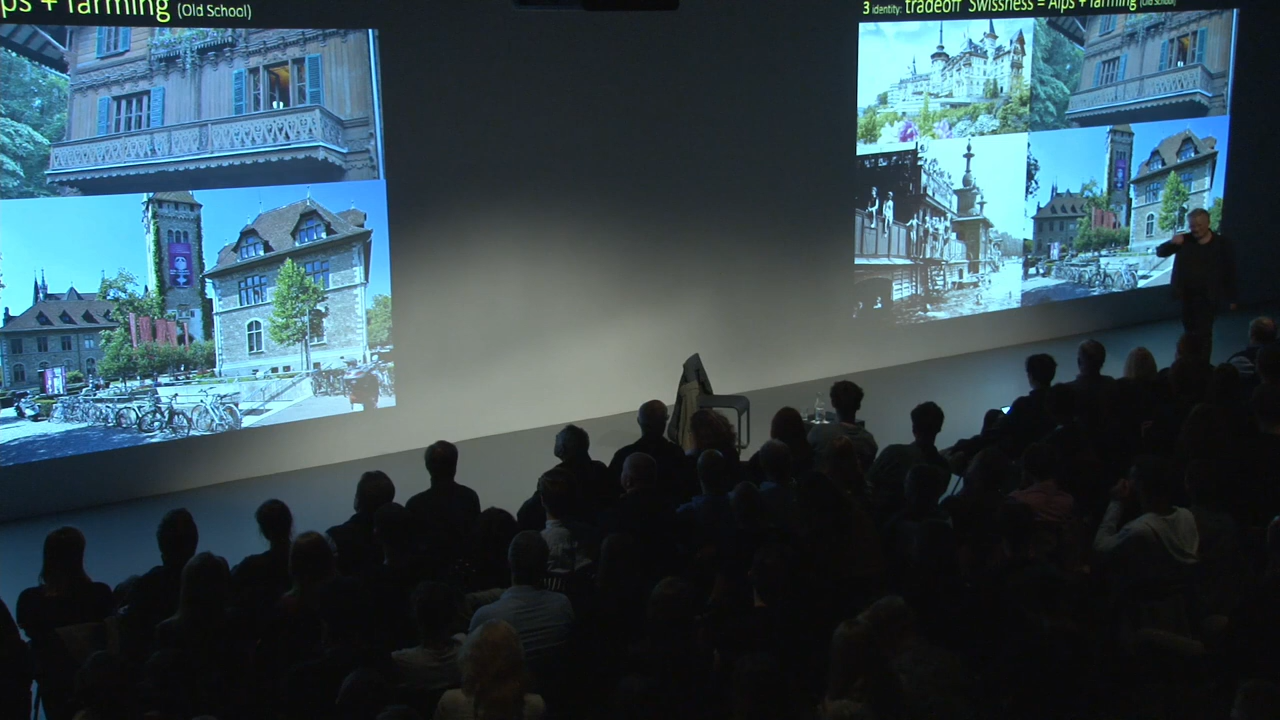 ps + farming (Old School)
3 identity: tradeoff Swissness = Alps + farming (Old School)